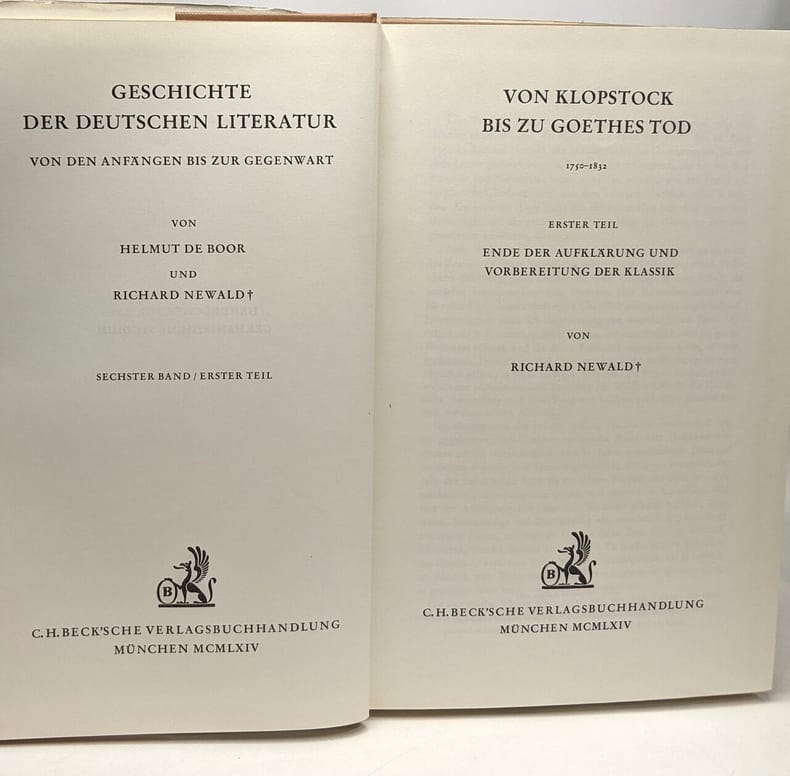 GESCHICHTE
DER DEUTSCHEN LITERATUR
VON DEN ANFÄNGEN BIS ZUR GEGENWART
VON
HELMUT DE BOOR
UND
RICHARD NEWALD†
SECHSTER BAND / ERSTER TEIL
B
C.H.BECK'SCHE VERLAGSBUCHHANDLUNG
MÜNCHEN MCMLXIV
VON KLOPSTOCK
BIS ZU GOETHES TOD
1750–1832
ERSTER TEIL
ENDE DER AUFKLÄRUNG UND
VORBEREITUNG DER KLASSIK
VON
RICHARD NEWALD†
B
C.H.BECK'SCHE VERLAGSBUCHHANDLUNG
MÜNCHEN MCMLXIV